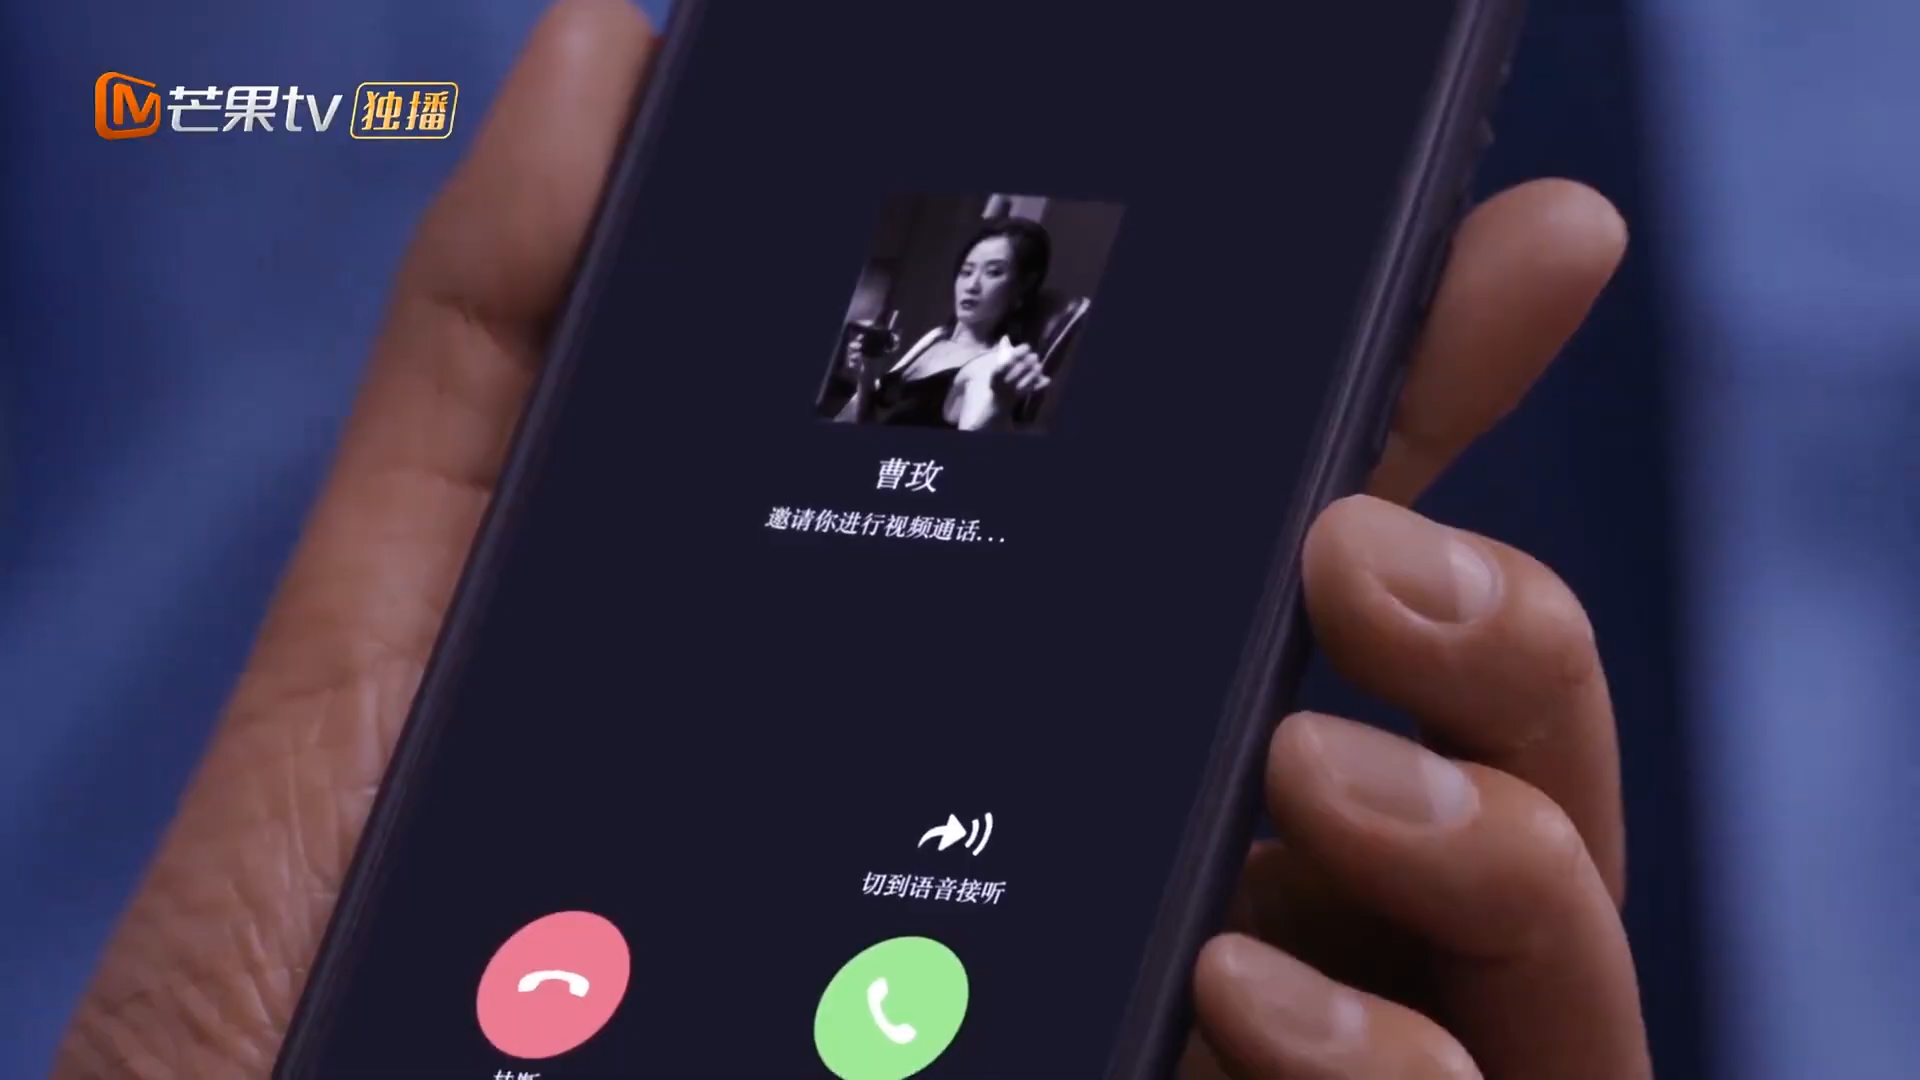 芒果tv 独播
曹玫
邀请你进行视频通话...
切到语音接听